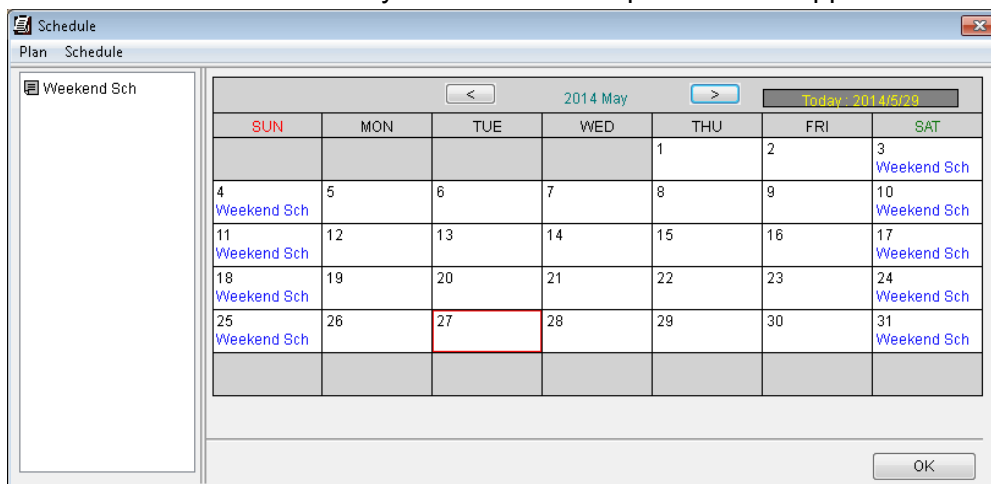 Schedule
Plan Schedule
Weekend Sch
< 2014 May > Today : 2014/5/29
SUN MON TUE WED THU FRI SAT
1 2 3
Weekend Sch
4 5 6 7 8 9 10
Weekend Sch Weekend Sch
11 12 13 14 15 16 17
Weekend Sch Weekend Sch
18 19 20 21 22 23 24
Weekend Sch Weekend Sch
25 26 27 28 29 30 31
Weekend Sch Weekend Sch
OK